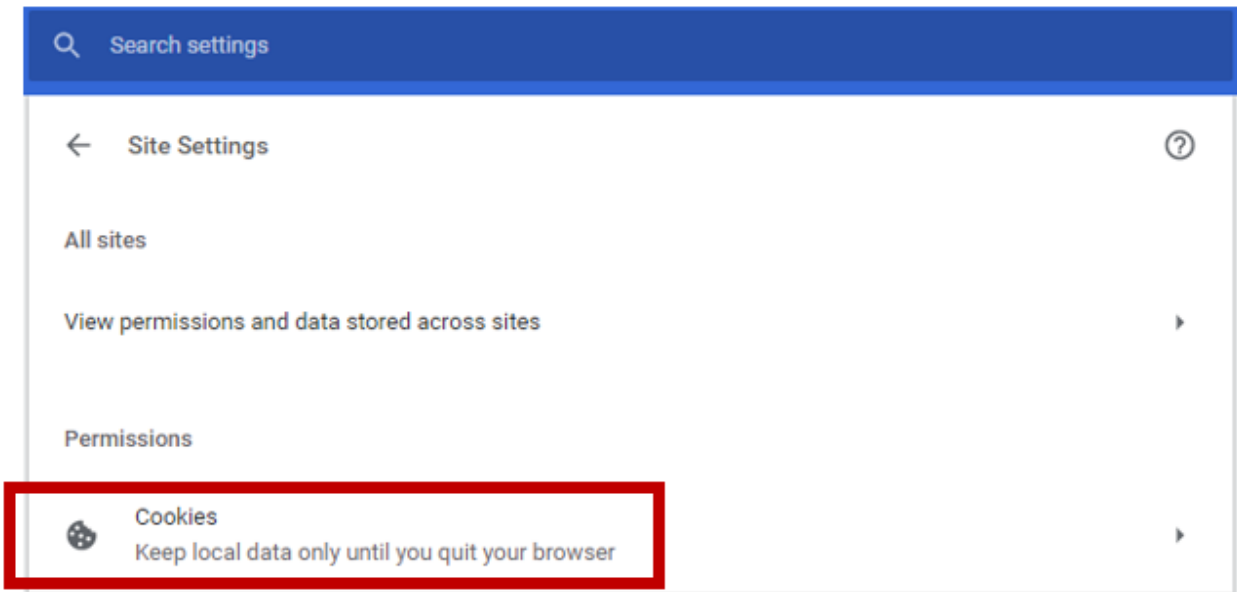 Search settings
Site Settings
All sites
View permissions and data stored across sites
Permissions
Cookies
Keep local data only until you quit your browser